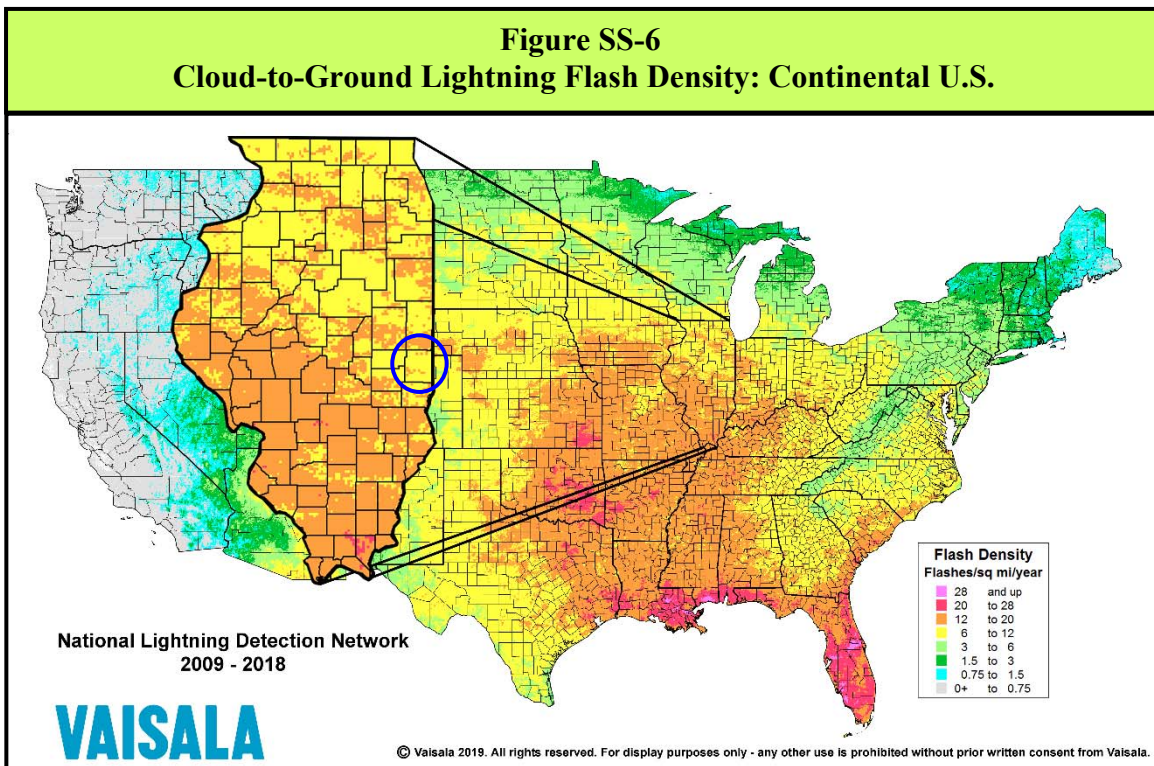 Figure SS-6
Cloud-to-Ground Lightning Flash Density: Continental U.S.
Flash Density
Flashes/sq mi/year
28 and up
20 to 28
12 to 20
6 to 12
3 to 6
1.5 to 3
0.75 to 1.5
0+ to 0.75
National Lightning Detection Network
2009 - 2018
VAISALA
© Vaisala 2019. All rights reserved. For display purposes only - any other use is prohibited without prior written consent from Vaisala.